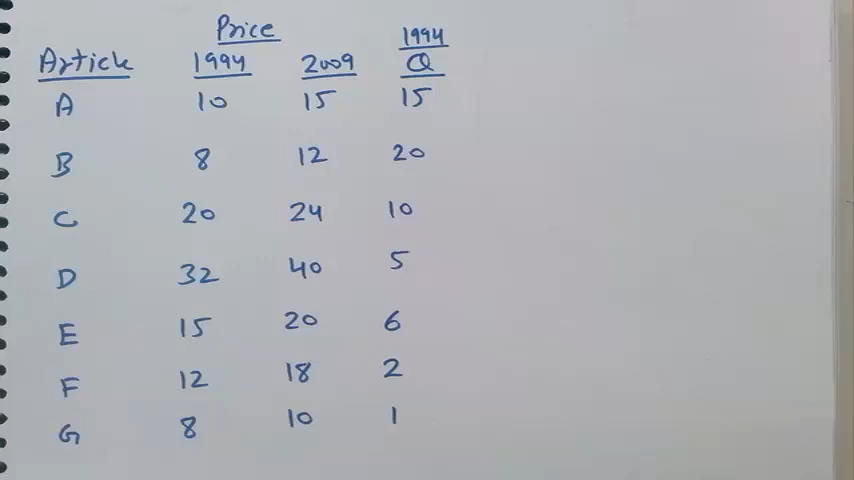 Price 1994
Article 1994 2009 Q
A 10 15 15
B 8 12 20
C 20 24 10
D 32 40 5
E 15 20 6
F 12 18 2
G 8 10 1